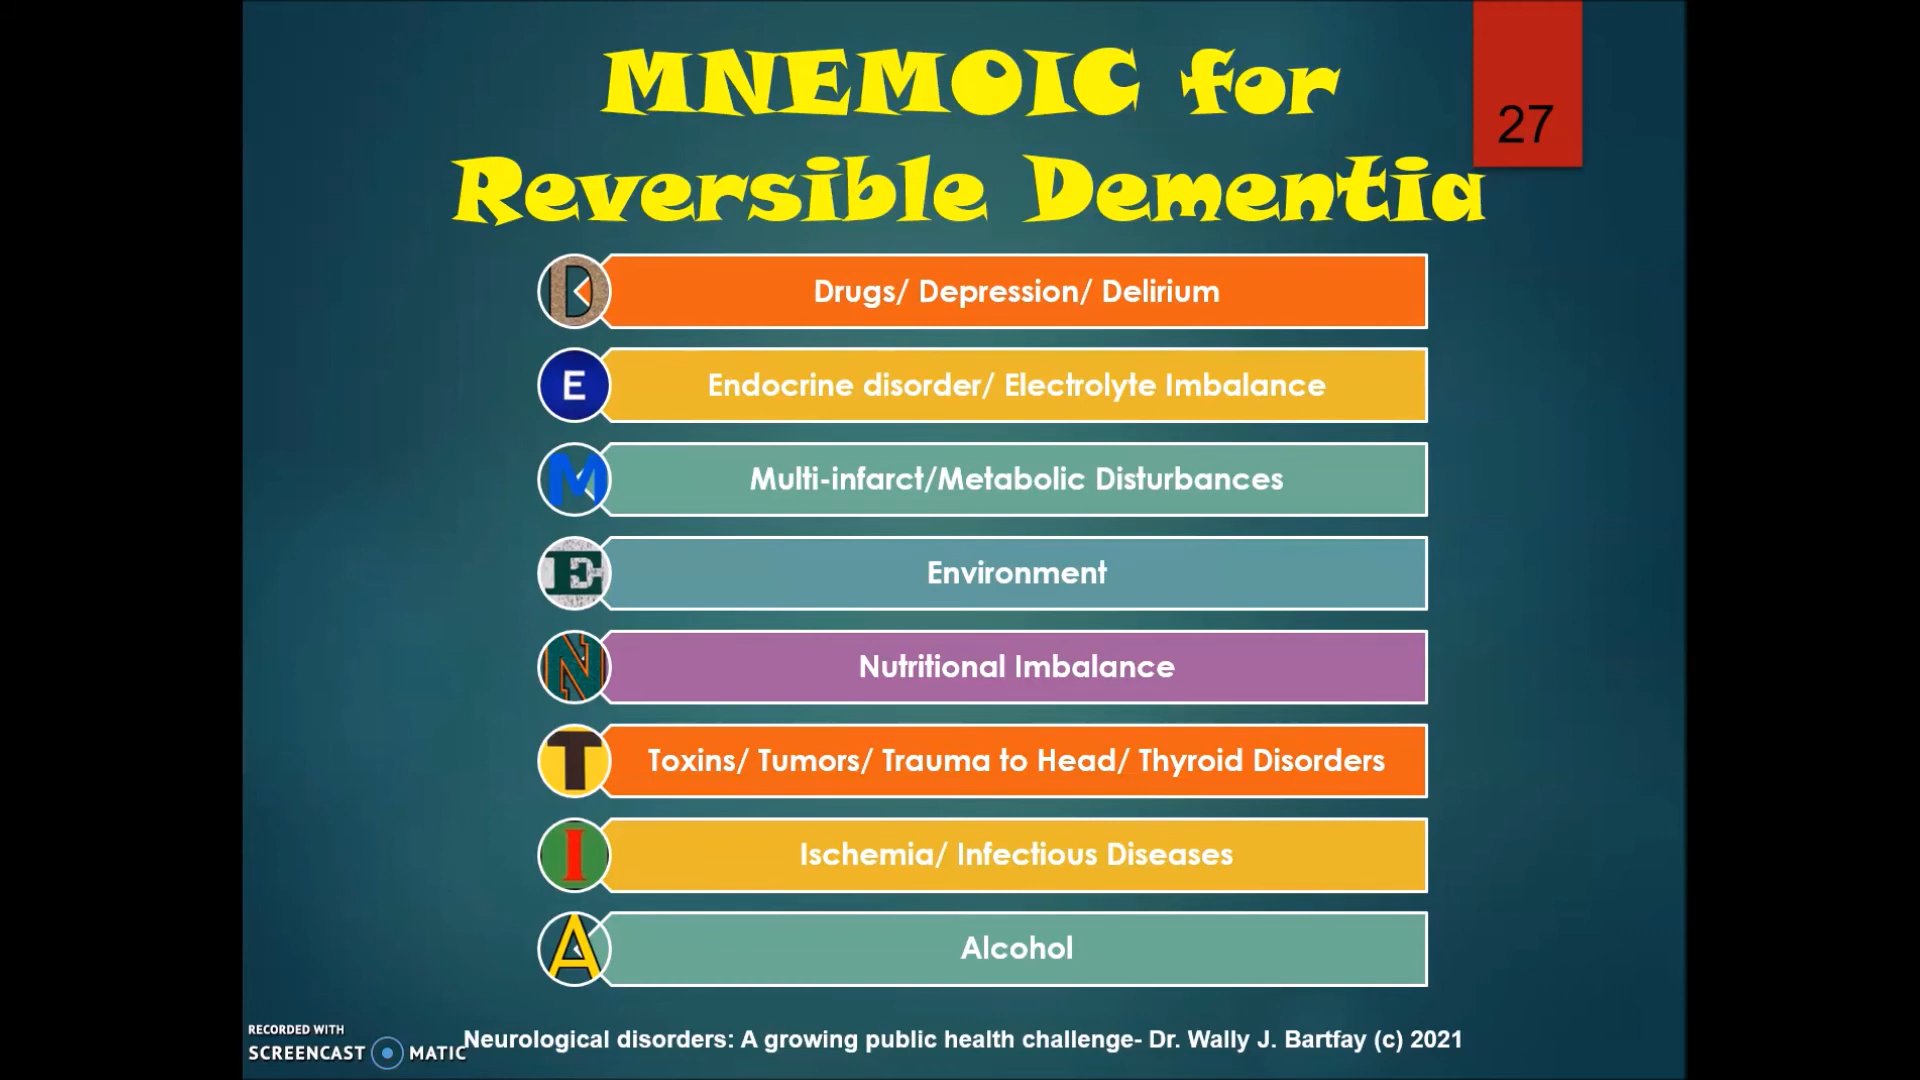 MNEMOIC for
27
Reversible Dementia
D Drugs/ Depression/ Delirium
E Endocrine disorder/ Electrolyte Imbalance
M Multi-infarct/Metabolic Disturbances
E Environment
N Nutritional Imbalance
T Toxins/ Tumors/ Trauma to Head/ Thyroid Disorders
I Ischemia/ Infectious Diseases
A Alcohol
RECORDED WITH
SCREENCAST MATIC
Neurological disorders: A growing public health challenge- Dr. Wally J. Bartfay (c) 2021